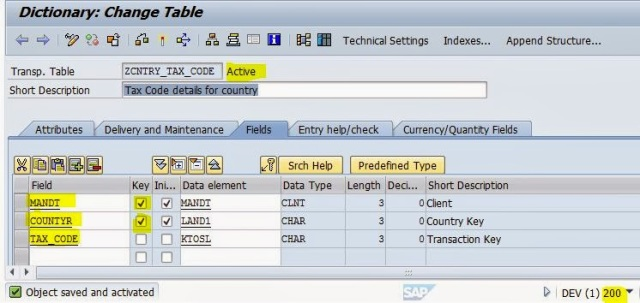 Dictionary: Change Table
Technical Settings Indexes... Append Structure...
Transp. Table ZCNTRY_TAX_CODE Active
Short Description Tax Code details for country
Attributes Delivery and Maintenance Fields Entry help/check Currency/Quantity Fields
Srch Help Predefined Type
Field Key Ini... Data element Data Type Length Deci... Short Description
MANDT MANDT CLNT 3 0 Client
COUNTYR LAND1 CHAR 3 0 Country Key
TAX_CODE KTOSL CHAR 3 0 Transaction Key
Object saved and activated SAP DEV (1) 200